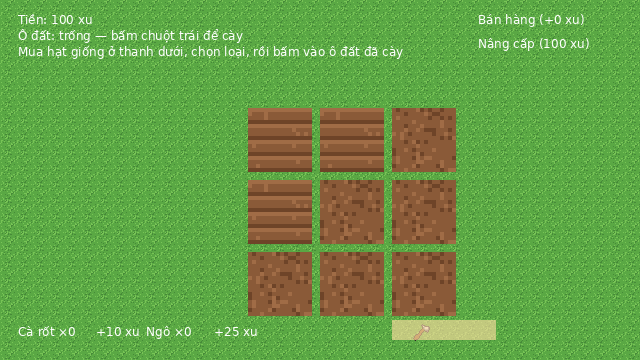 Tiền: 100 xu
Ô đất: trống — bấm chuột trái để cày
Mua hạt giống ở thanh dưới, chọn loại, rồi bấm vào ô đất đã cày
Bán hàng (+0 xu)
Nâng cấp (100 xu)
Cà rốt ×0 +10 xu Ngô ×0 +25 xu